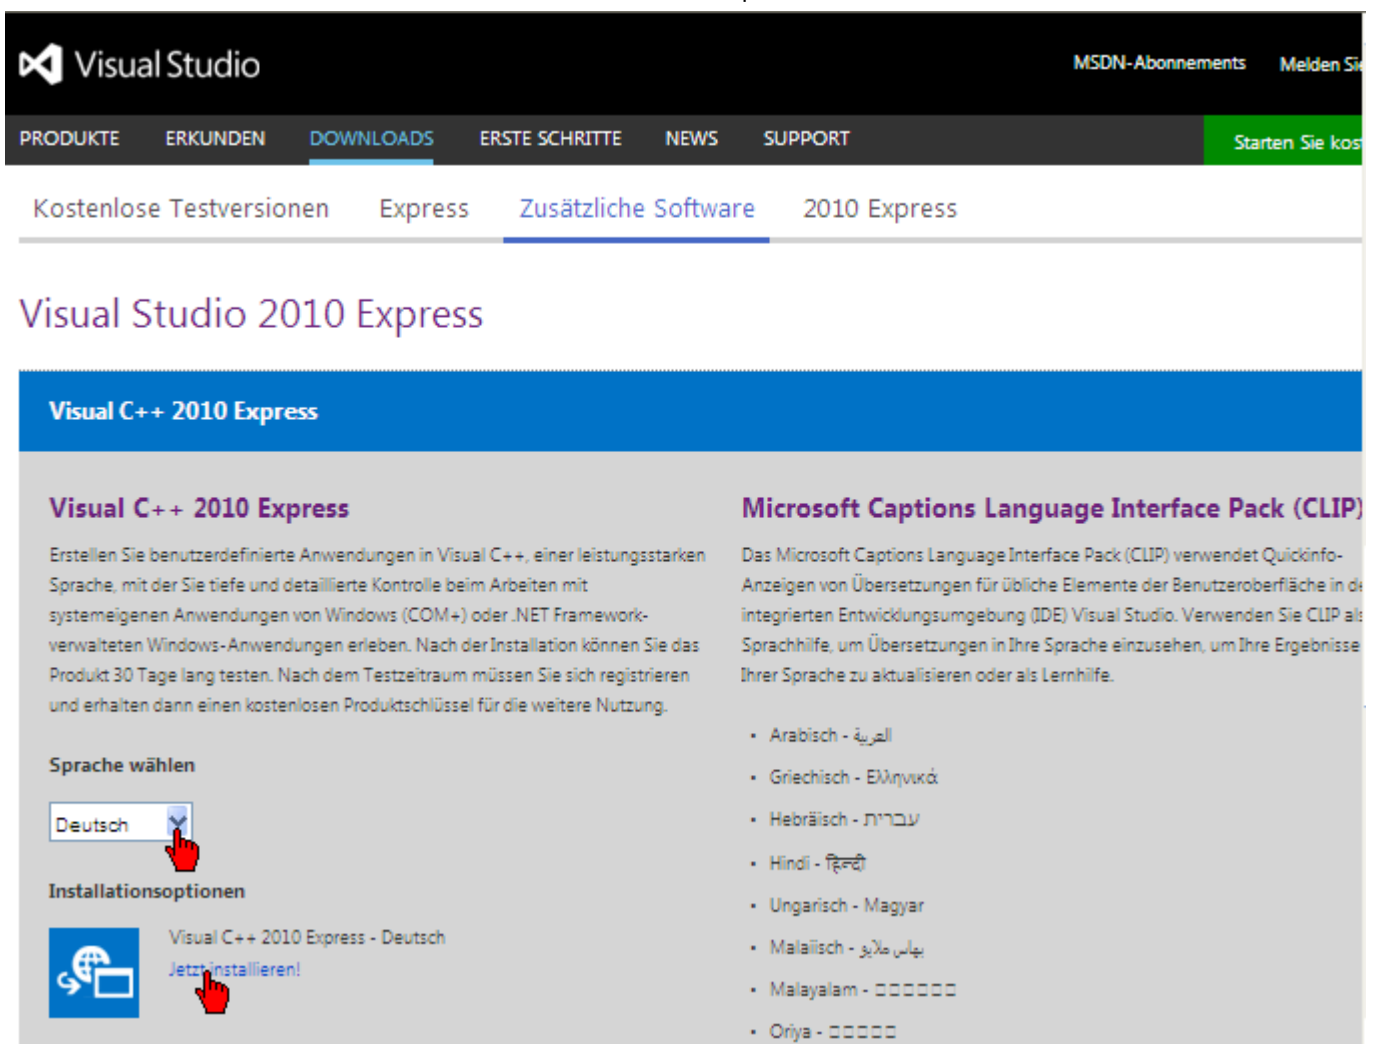 Visual Studio
MSDN-Abonnements Melden Sie
PRODUKTE ERKUNDEN DOWNLOADS ERSTE SCHRITTE NEWS SUPPORT
Starten Sie kos
Kostenlose Testversionen Express Zusätzliche Software 2010 Express
Visual Studio 2010 Express
Visual C++ 2010 Express
Visual C++ 2010 Express
Erstellen Sie benutzerdefinierte Anwendungen in Visual C++, einer leistungsstarken
Sprache, mit der Sie tiefe und detaillierte Kontrolle beim Arbeiten mit
systemeigenen Anwendungen von Windows (COM+) oder .NET Framework-
verwalteten Windows-Anwendungen erleben. Nach der Installation können Sie das
Produkt 30 Tage lang testen. Nach dem Testzeitraum müssen Sie sich registrieren
und erhalten dann einen kostenlosen Produktschlüssel für die weitere Nutzung.
Sprache wählen
Deutsch
Installationsoptionen
Visual C++ 2010 Express - Deutsch
Jetzt installieren!
Microsoft Captions Language Interface Pack (CLIP)
Das Microsoft Captions Language Interface Pack (CLIP) verwendet Quickinfo-
Anzeigen von Übersetzungen für übliche Elemente der Benutzeroberfläche in de
integrierten Entwicklungsumgebung (IDE) Visual Studio. Verwenden Sie CLIP als
Sprachhilfe, um Übersetzungen in Ihre Sprache einzusehen, um Ihre Ergebnisse
Ihrer Sprache zu aktualisieren oder als Lernhilfe.
• Arabisch - العربية
• Griechisch - Ελληνικά
• Hebräisch - עברית
• Hindi - हिन्दी
• Ungarisch - Magyar
• Malaiisch - بهاس ملايو
• Malayalam - □□□□□□
• Oriya - □□□□□